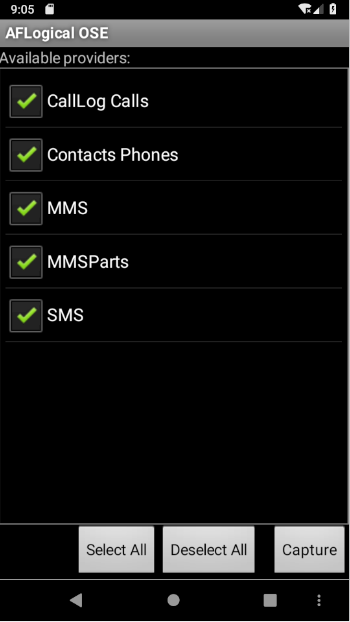 9:05
AFLogical OSE
Available providers:
CallLog Calls
Contacts Phones
MMS
MMSParts
SMS
Select All Deselect All Capture